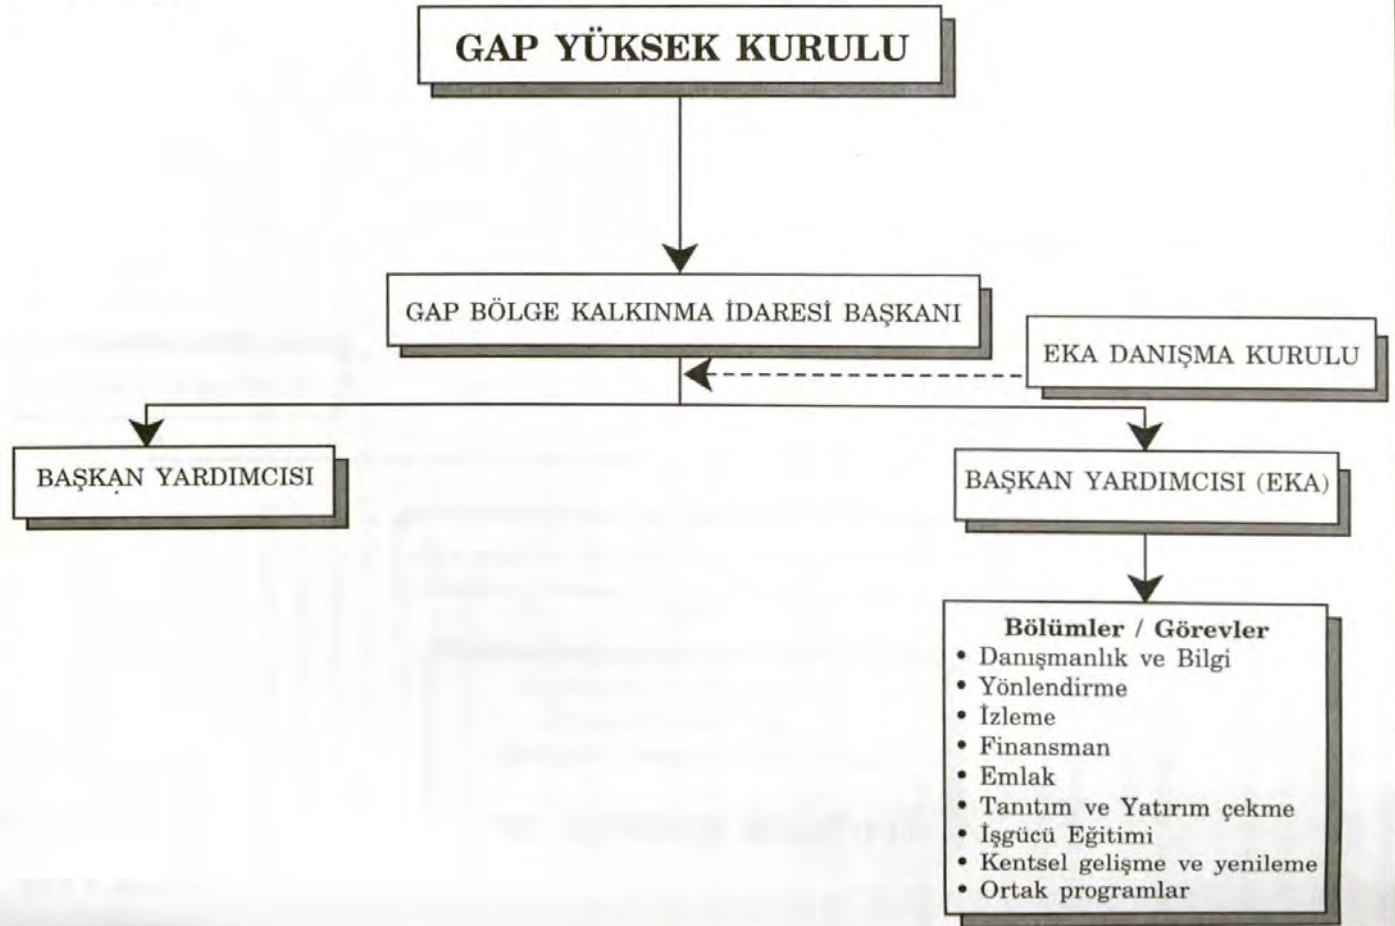 GAP YÜKSEK KURULU
GAP BÖLGE KALKINMA İDARESİ BAŞKANI
EKA DANIŞMA KURULU
BAŞKAN YARDIMCISI
BAŞKAN YARDIMCISI (EKA)
Bölümler / Görevler
• Danışmanlık ve Bilgi
• Yönlendirme
• İzleme
• Finansman
• Emlak
• Tanıtım ve Yatırım çekme
• İşgücü Eğitimi
• Kentsel gelişme ve yenileme
• Ortak programlar